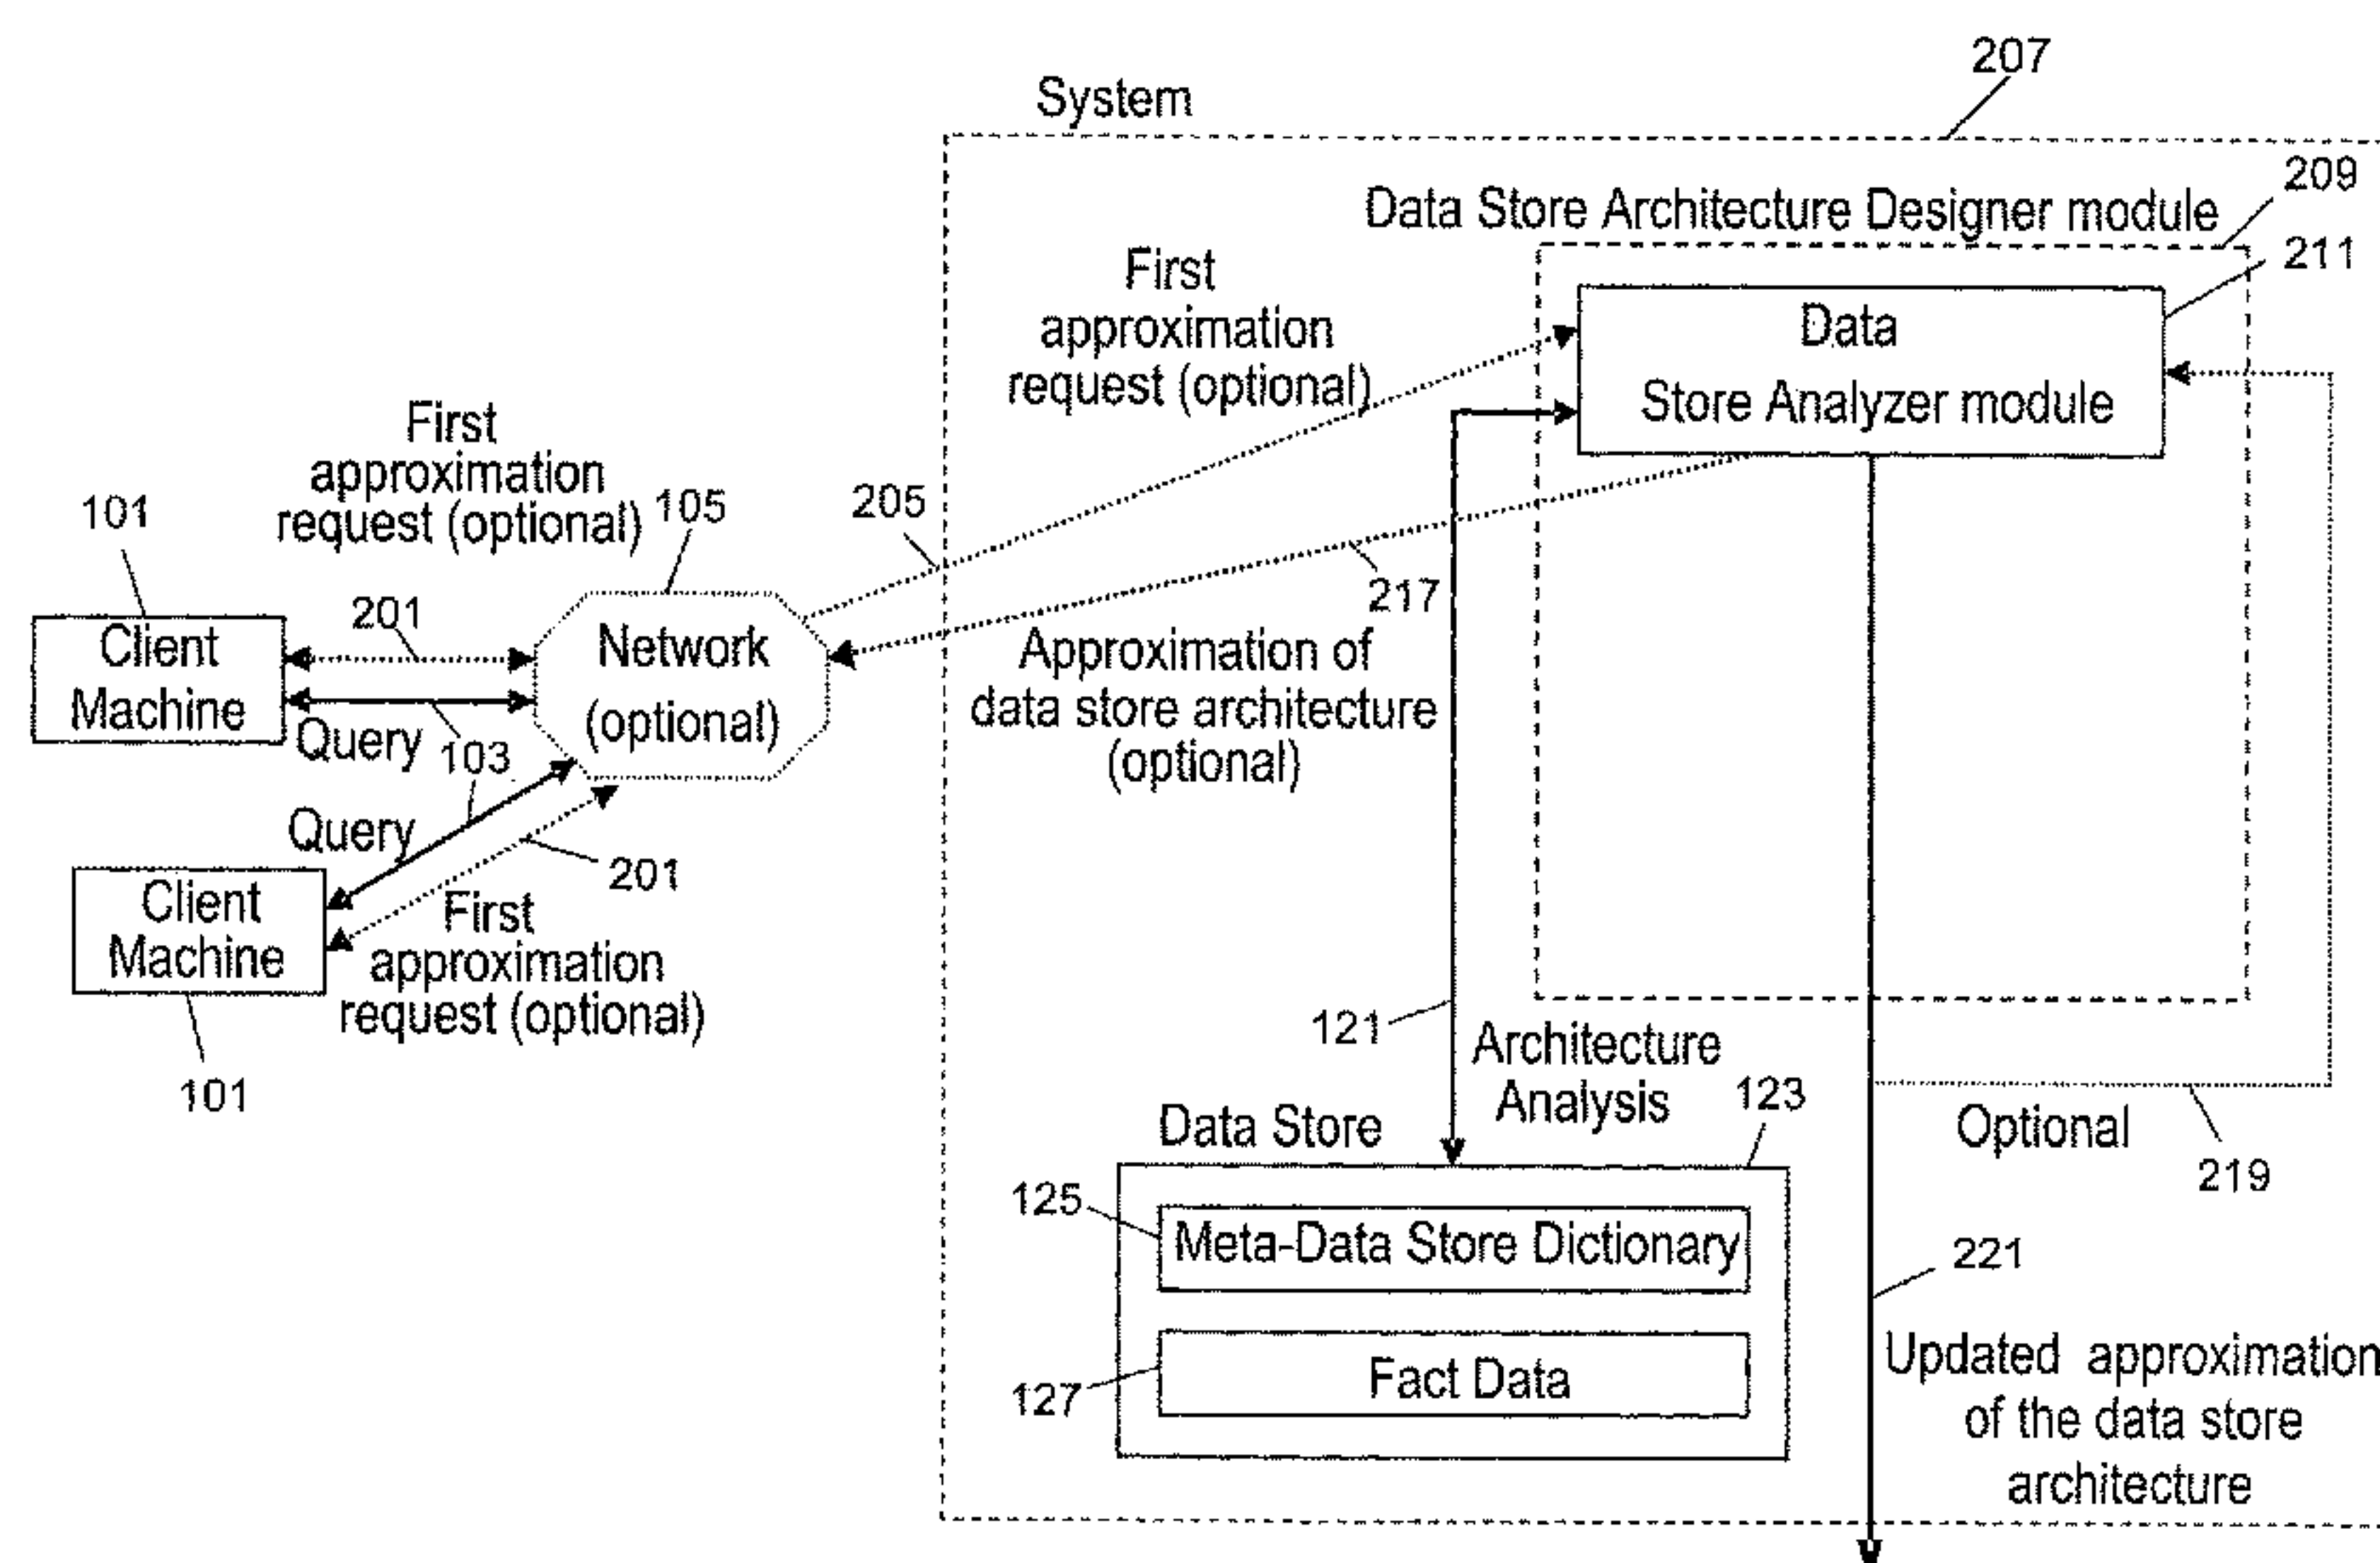 207
System
209
Data Store Architecture Designer module
211
First
approximation
request (optional)
Data
Store Analyzer module
First
approximation
request (optional)
105
205
101
201
217
Client
Machine
Network
(optional)
Approximation of
data store architecture
(optional)
Query
103
Query
201
Client
Machine
First
approximation
request (optional)
101
121
Architecture
Analysis
123
Data Store
Optional
219
125
Meta-Data Store Dictionary
221
127
Fact Data
Updated approximation
of the data store
architecture